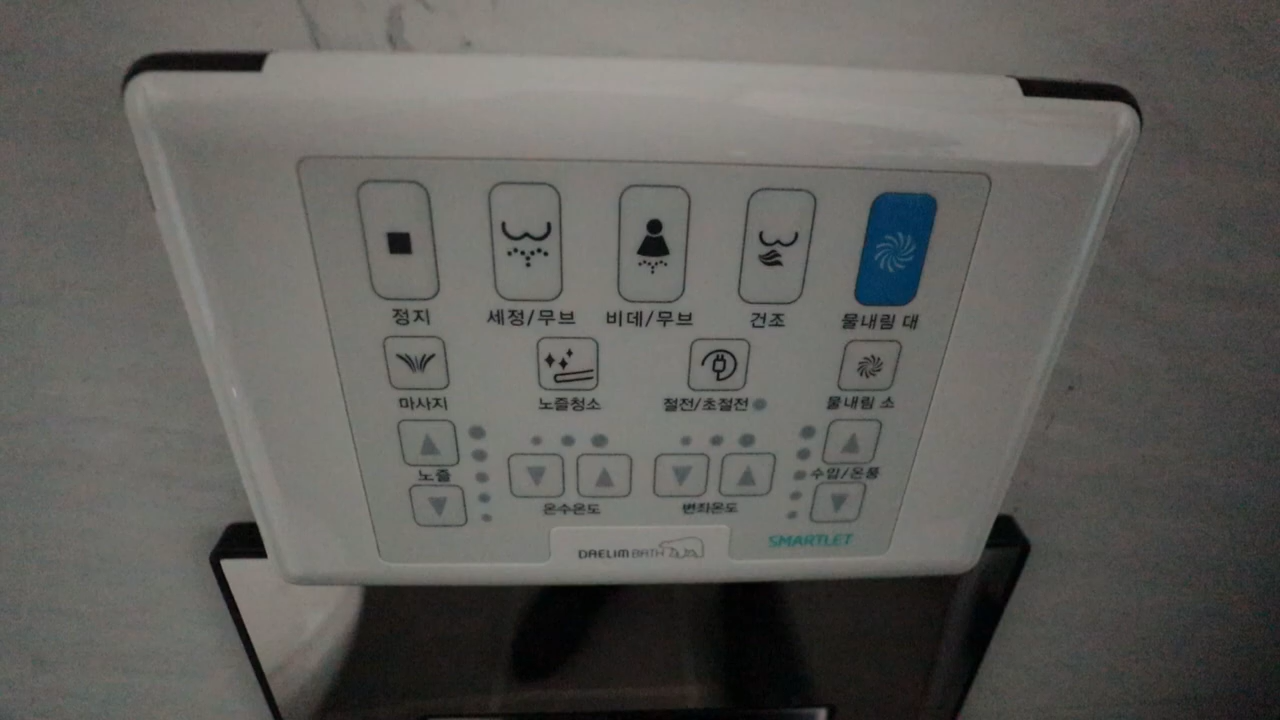 정지 세정/무브 비데/무브 건조 물내림 대
마사지 노즐청소 절전/초절전 물내림 소
노즐 수압/온풍
온수온도 변좌온도
DAELIM BATH SMARTLET